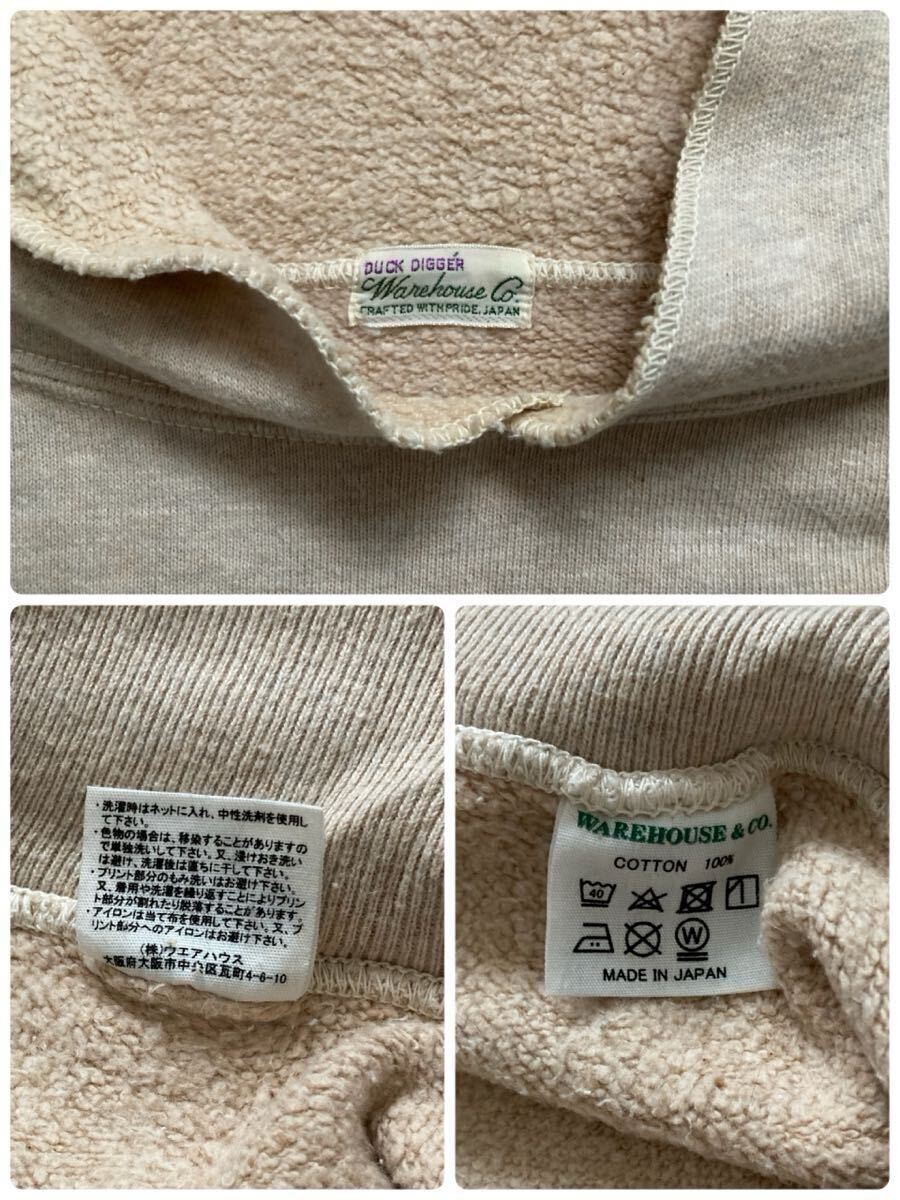 DUCK DIGGER
Warehouse Co.
CRAFTED WITH PRIDE, JAPAN
・洗濯時はネットに入れ、中性洗剤を使用し
て下さい。
・色物の場合は、移染することがありますの
で単独洗いして下さい。又、浸けおき洗い
は避け、洗濯後は直ちに干して下さい。
・プリント部分のもみ洗いはお避け下さい。
又、着用や洗濯を繰り返すことによりプリン
ト部分が割れたり脱落することがあります。
・アイロンは当て布を使用して下さい。又、プ
リント部分へのアイロンはお避け下さい。
(株)ウエアハウス
大阪府大阪市中央区瓦町4-6-10
WAREHOUSE & CO.
COTTON 100%
40
W
MADE IN JAPAN